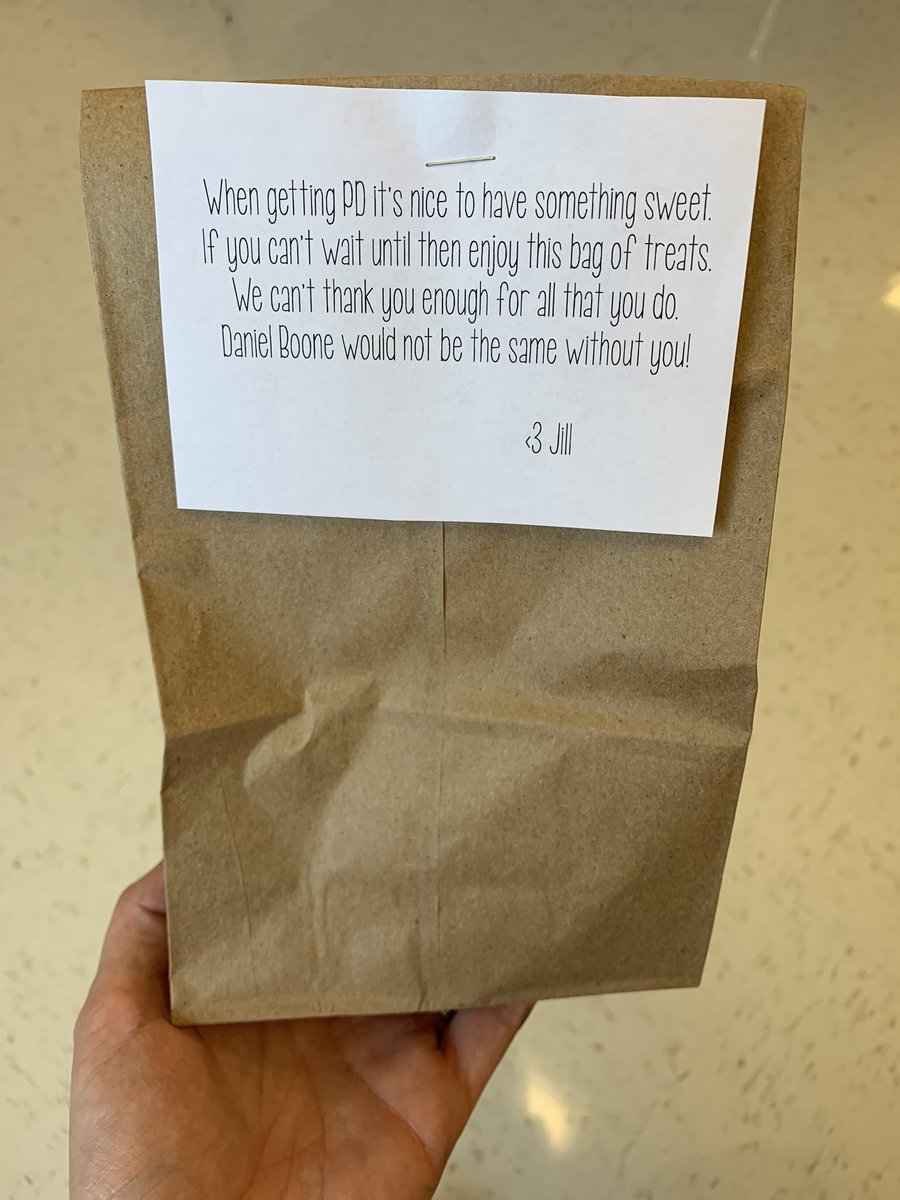 When getting PD it's nice to have something sweet.
If you can't wait until then enjoy this bag of treats.
We can't thank you enough for all that you do.
Daniel Boone would not be the same without you!
<3 Jill